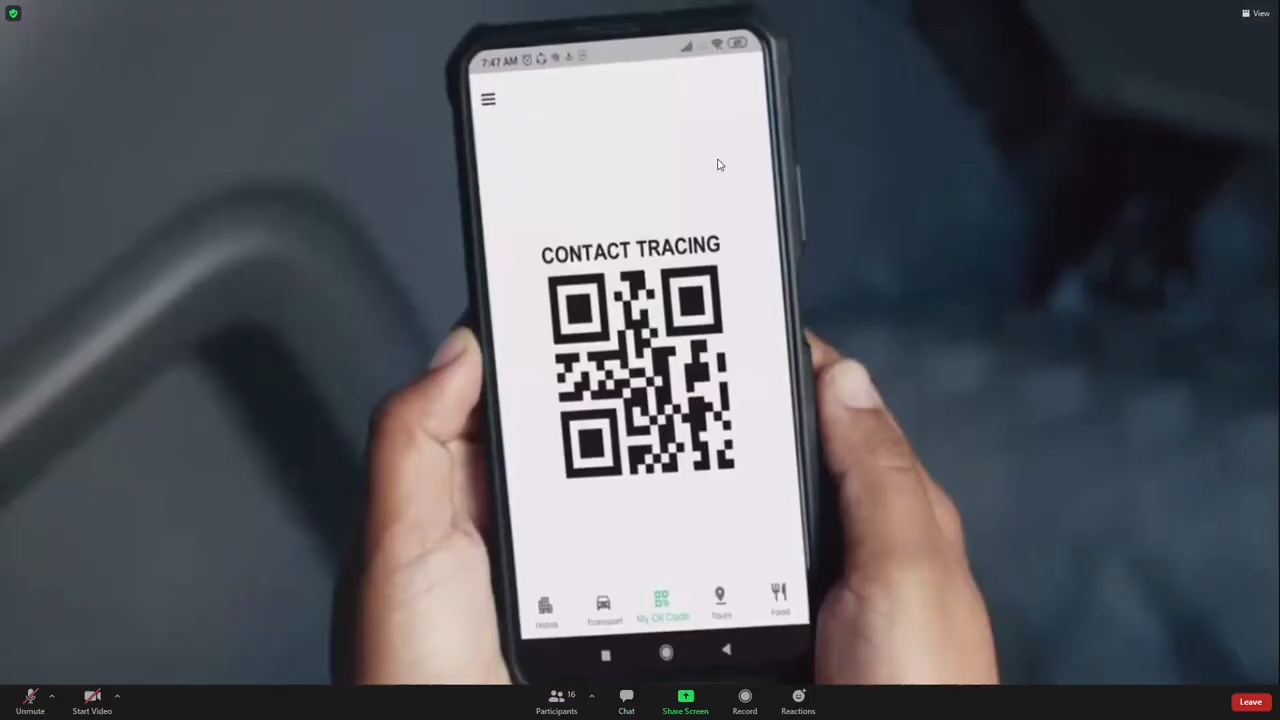 View
7:47 AM
CONTACT TRACING
Hotels
Transport
My QR Code
Tours
Food
Unmute
Start Video
Participants
16
Chat
Share Screen
Record
Reactions
Leave